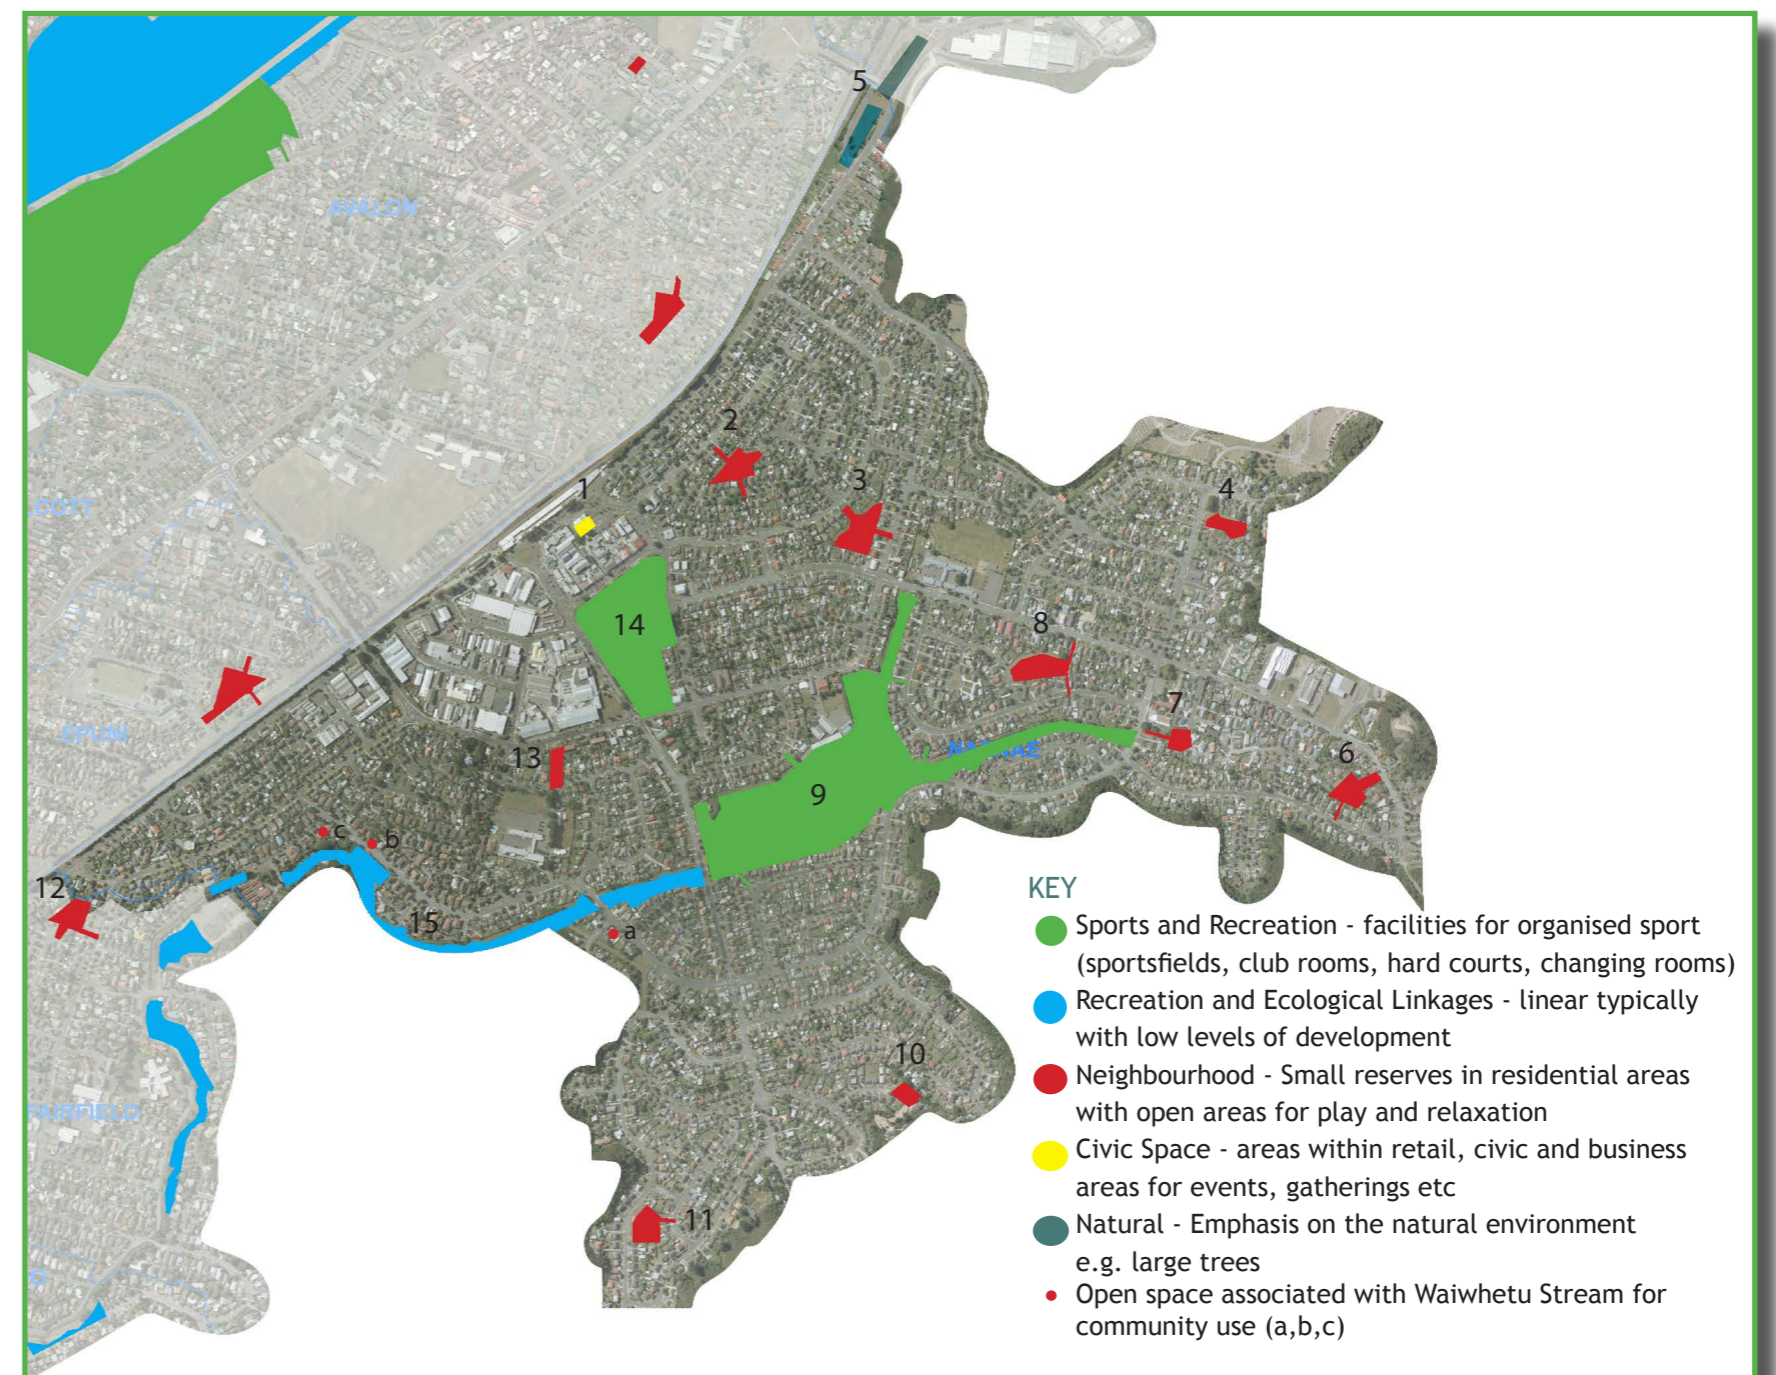 5
AVALON
2
3
1
4
14
8
EPUNI
13
7
6
9
c
b
12
15
a
10
FAIRFIELD
11
KEY
Sports and Recreation - facilities for organised sport
(sportsfields, club rooms, hard courts, changing rooms)
Recreation and Ecological Linkages - linear typically
with low levels of development
Neighbourhood - Small reserves in residential areas
with open areas for play and relaxation
Civic Space - areas within retail, civic and business
areas for events, gatherings etc
Natural - Emphasis on the natural environment
e.g. large trees
Open space associated with Waiwhetu Stream for
community use (a,b,c)